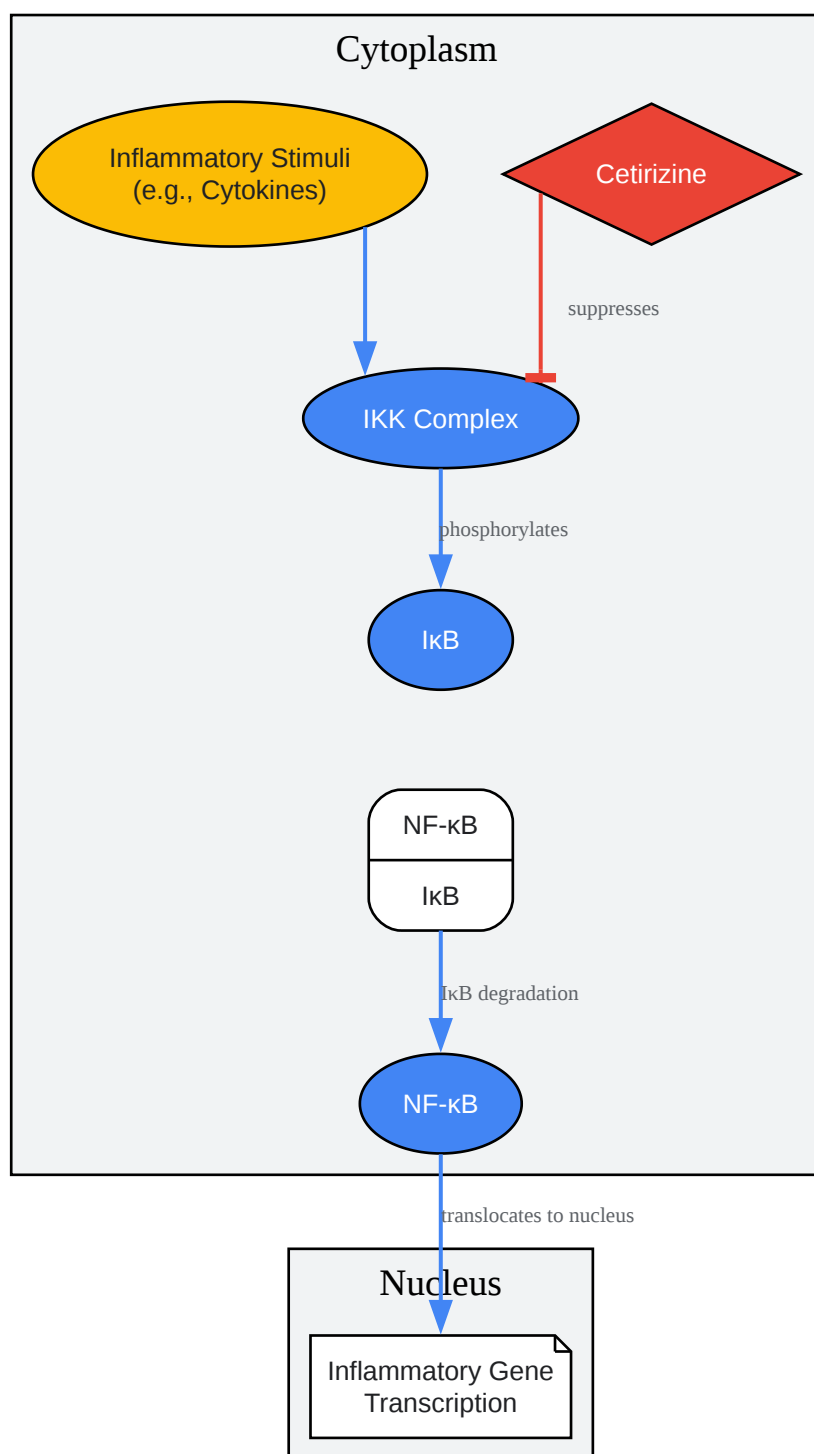 Cytoplasm
Inflammatory Stimuli
(e.g., Cytokines)
Cetirizine
suppresses
IKK Complex
phosphorylates
IκB
NF-κB
IκB
IκB degradation
NF-κB
translocates to nucleus
Nucleus
Inflammatory Gene
Transcription